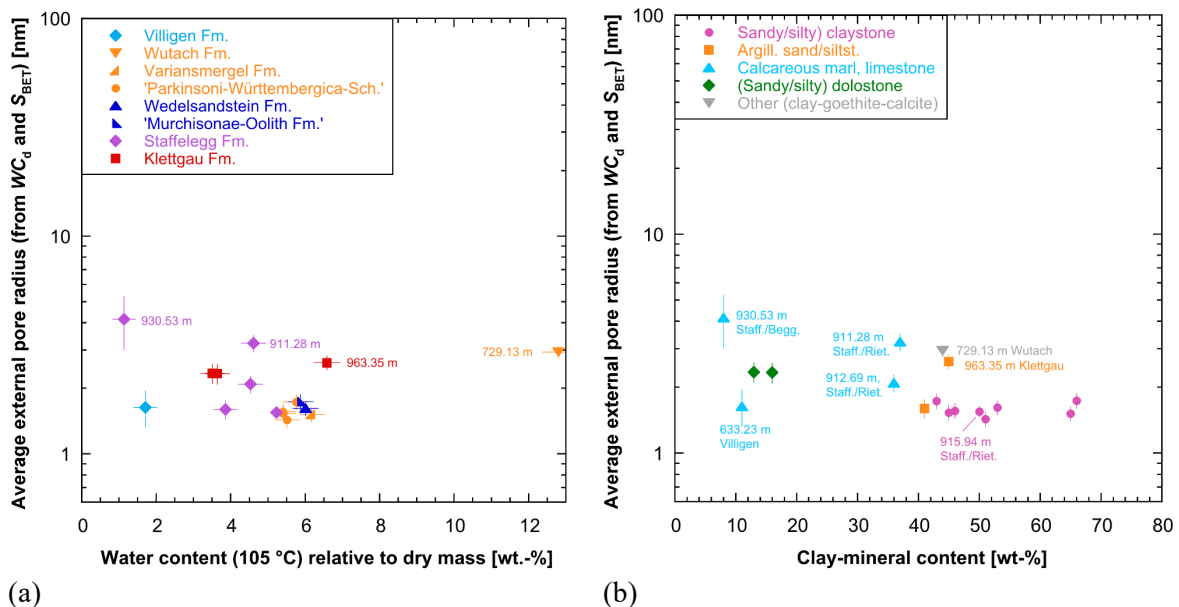 Average external pore radius (from WCd and SBET) [nm]
100
10
1
Villigen Fm.
Wutach Fm.
Variansmergel Fm.
'Parkinsoni-Württembergica-Sch.'
Wedelsandstein Fm.
'Murchisonae-Oolith Fm.'
Staffelegg Fm.
Klettgau Fm.
930.53 m
911.28 m
963.35 m
729.13 m
0 2 4 6 8 10 12
Water content (105 °C) relative to dry mass [wt.-%]
(a)
Average external pore radius (from WCd and SBET) [nm]
100
10
1
Sandy/silty) claystone
Argill. sand/siltst.
Calcareous marl, limestone
(Sandy/silty) dolostone
Other (clay-goethite-calcite)
930.53 m
Staff./Begg,
911.28 m
Staff./Riet.
729.13 m Wutach
963.35 m Klettgau
912.69 m,
Staff./Riet.
633.23 m
Villigen
915.94 m
Staff./Riet.
0 10 20 30 40 50 60 70 80
Clay-mineral content [wt-%]
(b)